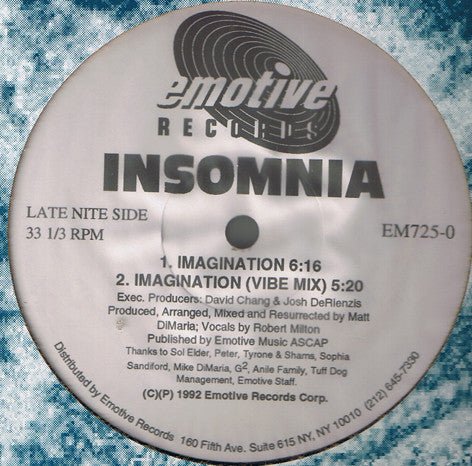 emotive
RECORDS
INSOMNIA
LATE NITE SIDE
33 1/3 RPM
EM725-0
1. IMAGINATION 6:16
2. IMAGINATION (VIBE MIX) 5:20
Exec. Producers: David Chang & Josh DeRienzis
Produced, Arranged, Mixed and Resurrected by Matt
DiMaria; Vocals by Robert Milton
Published by Emotive Music ASCAP
Thanks to Sol Elder, Peter, Tyrone & Shams, Sophia
Sandiford, Mike DiMaria, G2, Anile Family, Tuff Dog
Management, Emotive Staff.
(C)(P) 1992 Emotive Records Corp.
Distributed by Emotive Records 160 Fifth Ave. Suite 615 NY, NY 10010 (212) 645-7330